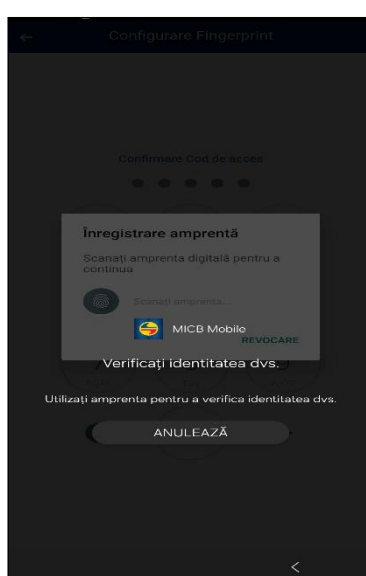 Configurare Fingerprint
Confirmare Cod de acces
Înregistrare amprentă
Scanați amprenta digitală pentru a
continua
Scanați amprenta...
MICB Mobile
REVOCARE
Verificați identitatea dvs.
Utilizați amprenta pentru a verifica identitatea dvs.
ANULEAZĂ